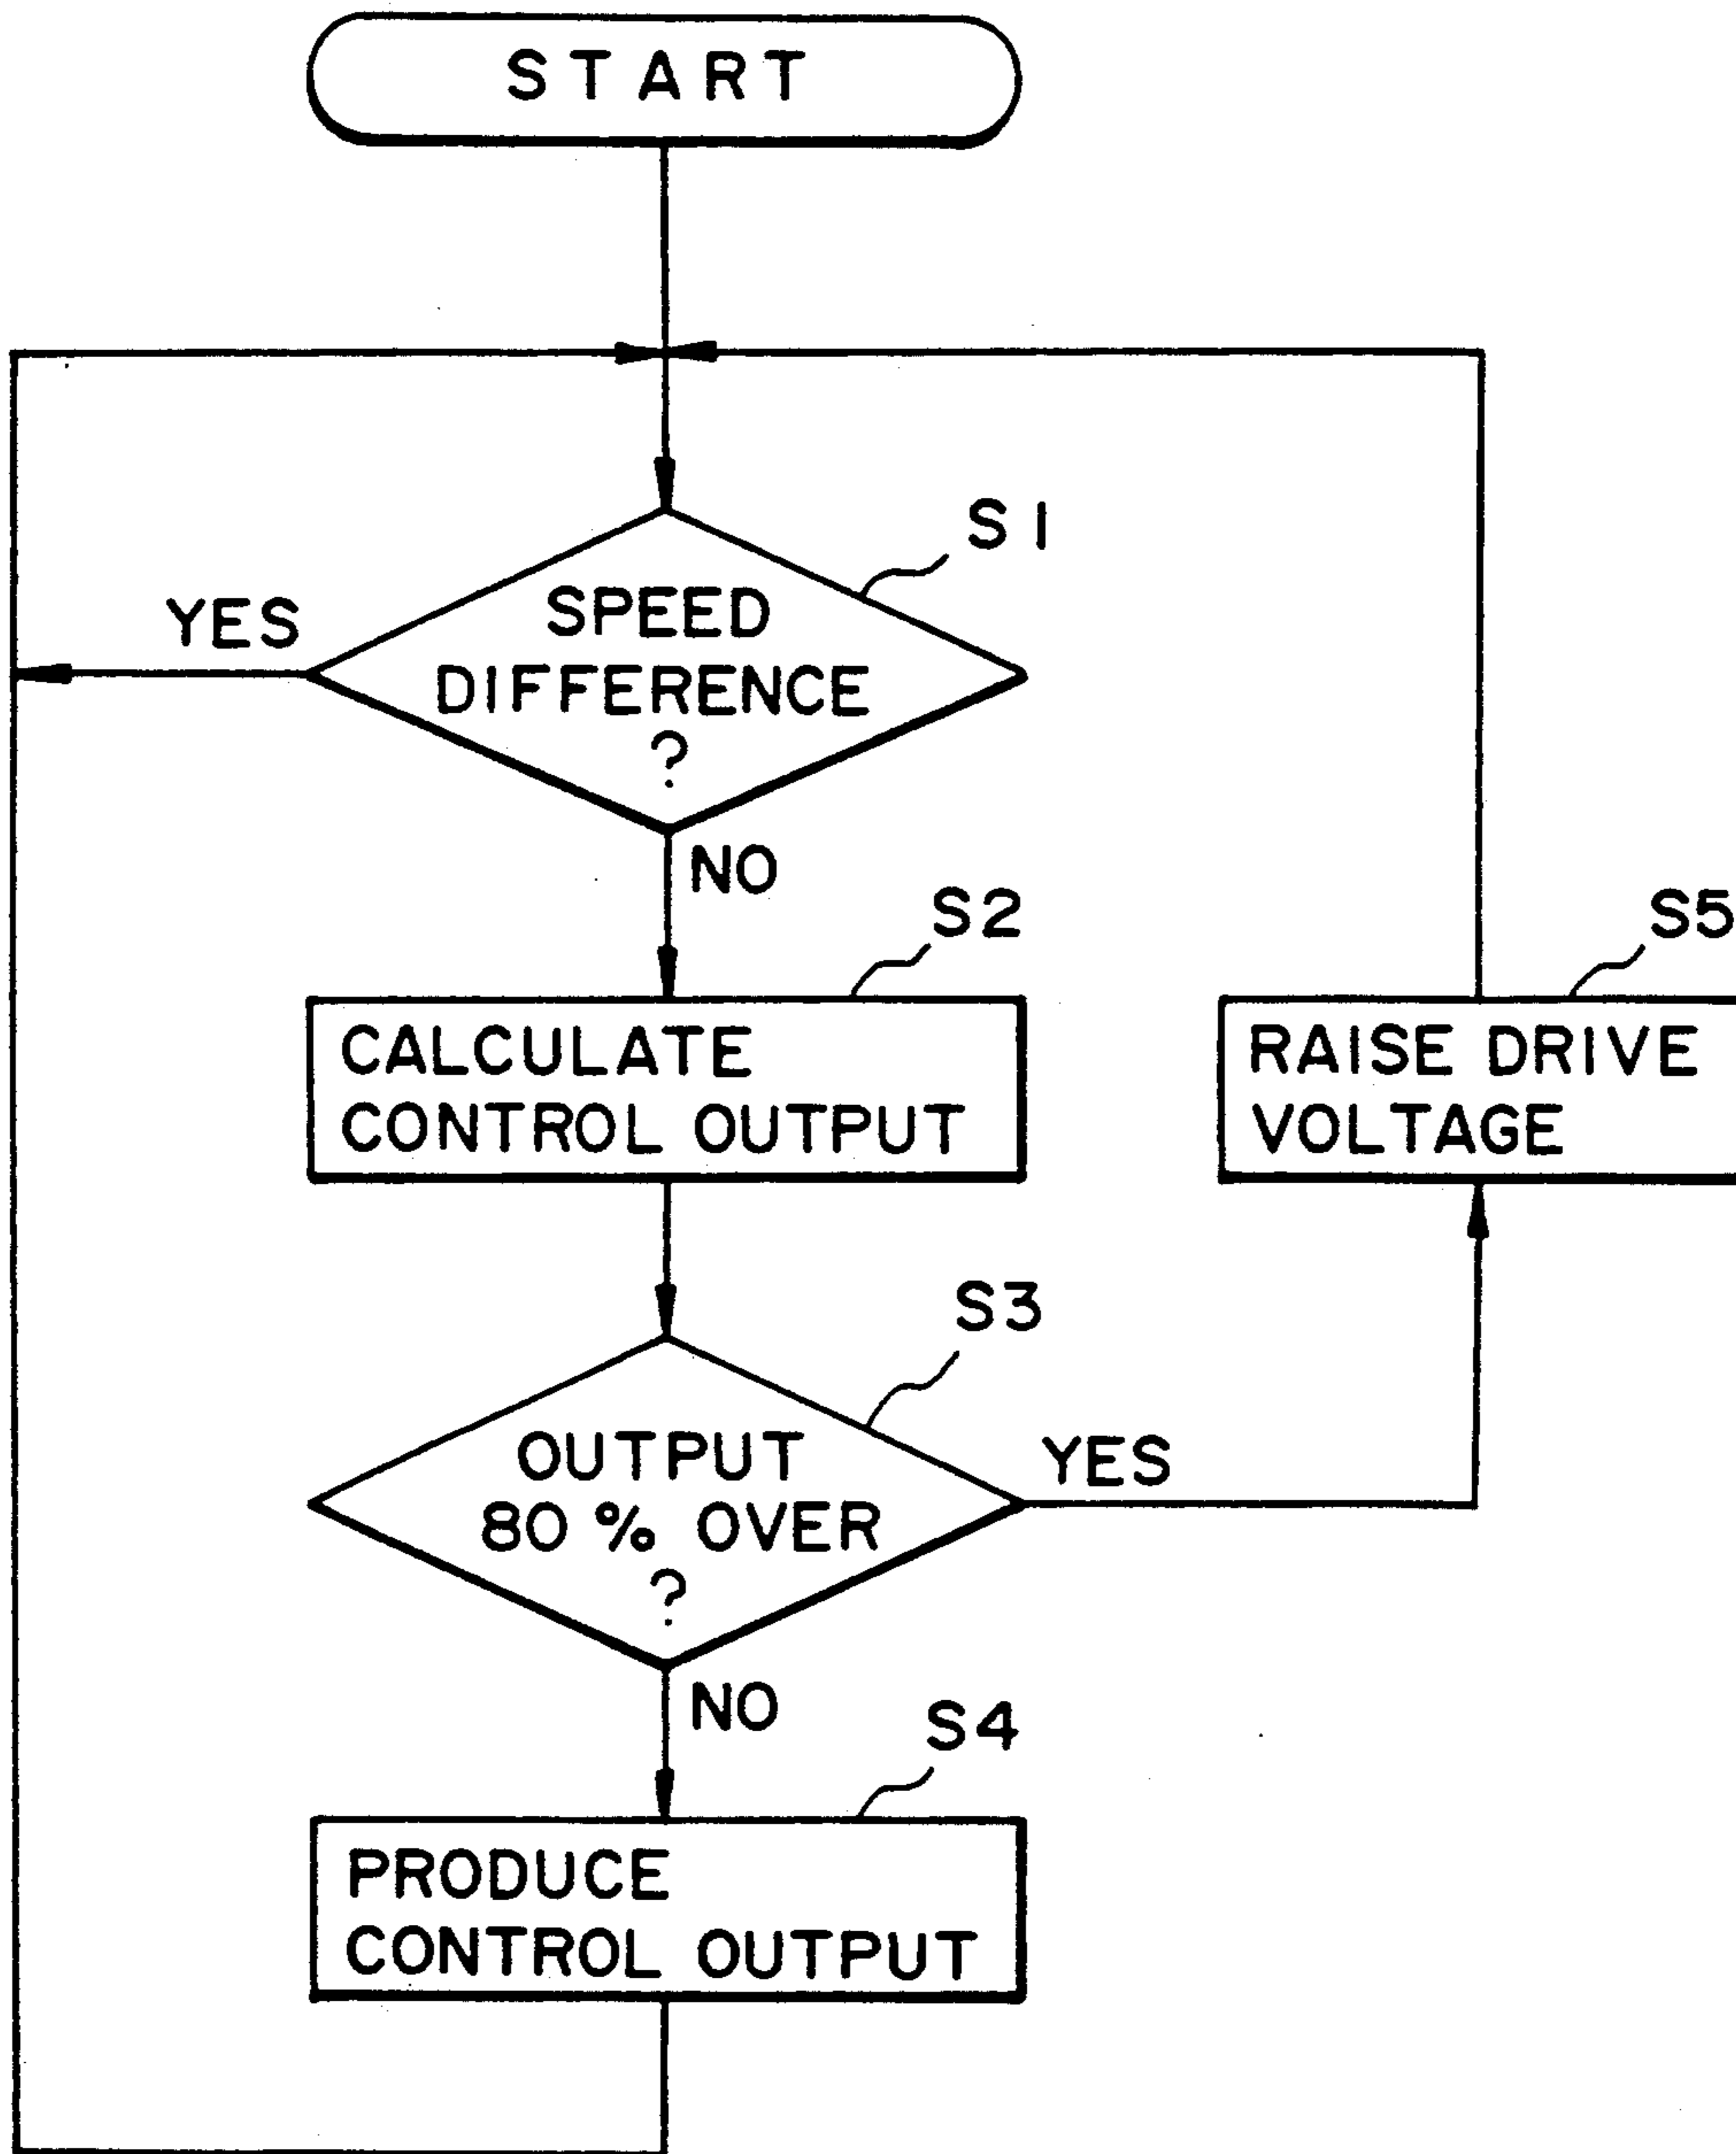 START
S1
YES
SPEED
DIFFERENCE
?
NO
S2
S5
CALCULATE
CONTROL OUTPUT
RAISE DRIVE
VOLTAGE
S3
OUTPUT
80 % OVER
?
YES
NO
S4
PRODUCE
CONTROL OUTPUT